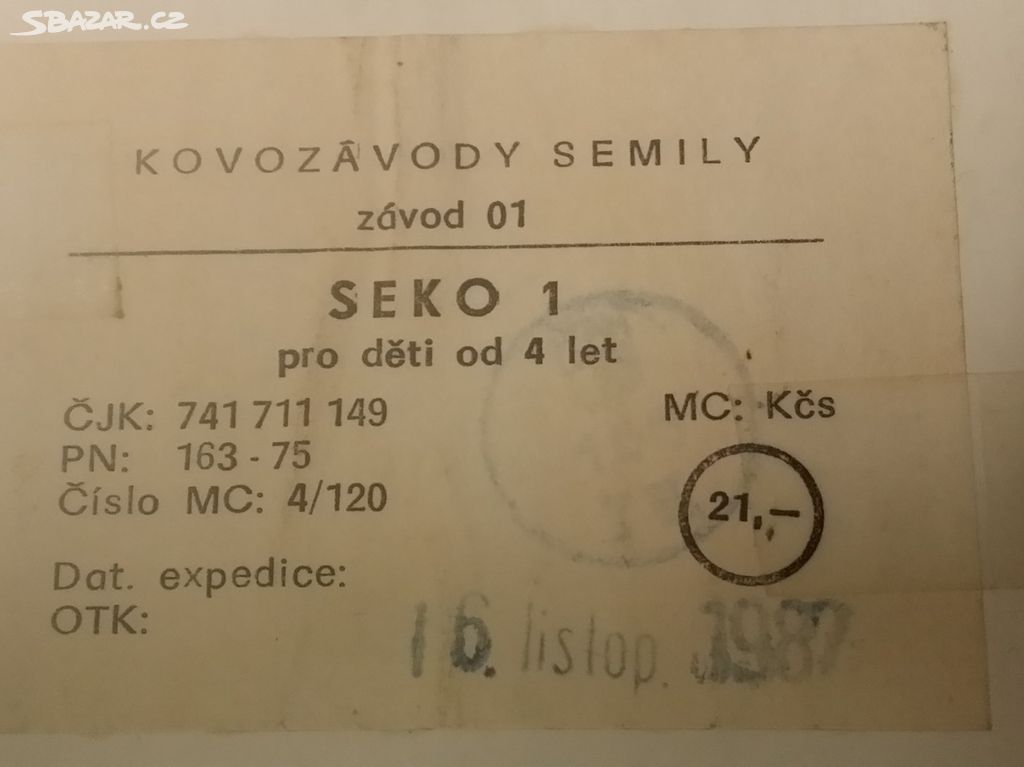 SBAZAR.CZ
KOVOZÁVODY SEMILY
závod 01
SEKO 1
pro děti od 4 let
ČJK: 741 711 149
PN: 163 - 75
Číslo MC: 4/120
MC: Kčs
21,—
Dat. expedice:
OTK:
16. listop. 1987